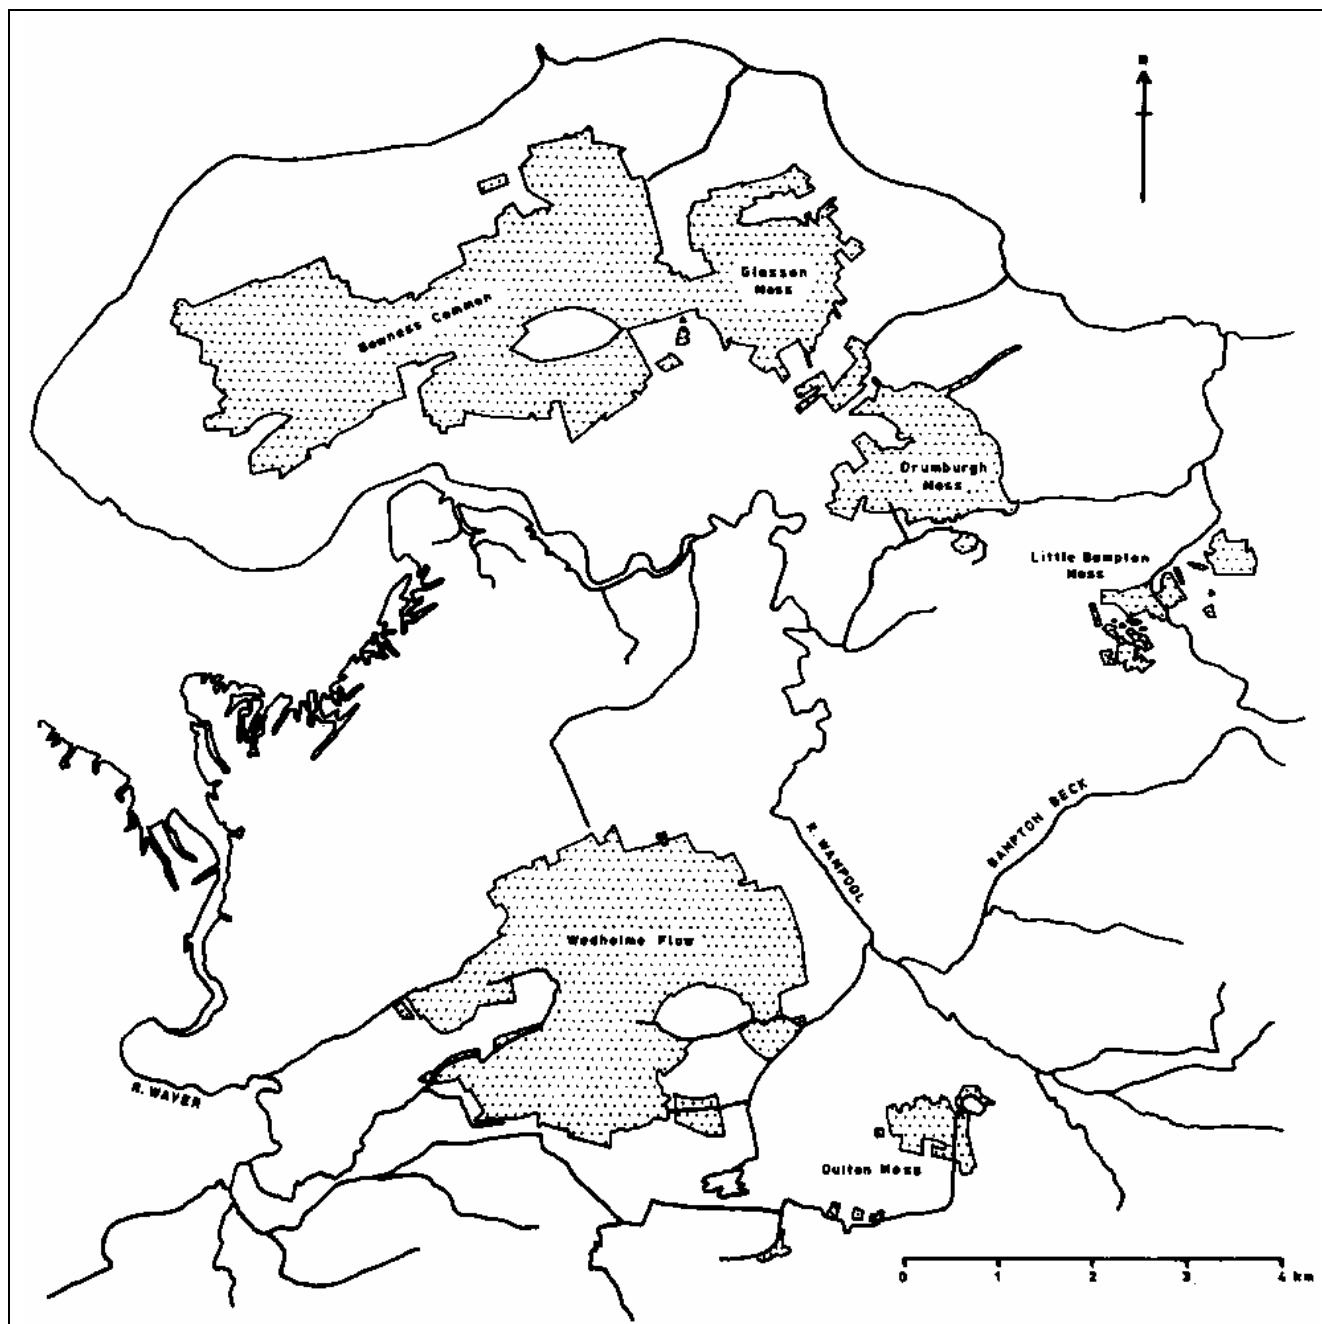 N
Glasson
Moss
Bowness Common
B
Drumburgh
Moss
Little Bampton
Moss
BAMPTON BECK
R. WAMPOOL
Wedholme Flow
R. WAVER
Oulton Moss
0 1 2 3 4 km